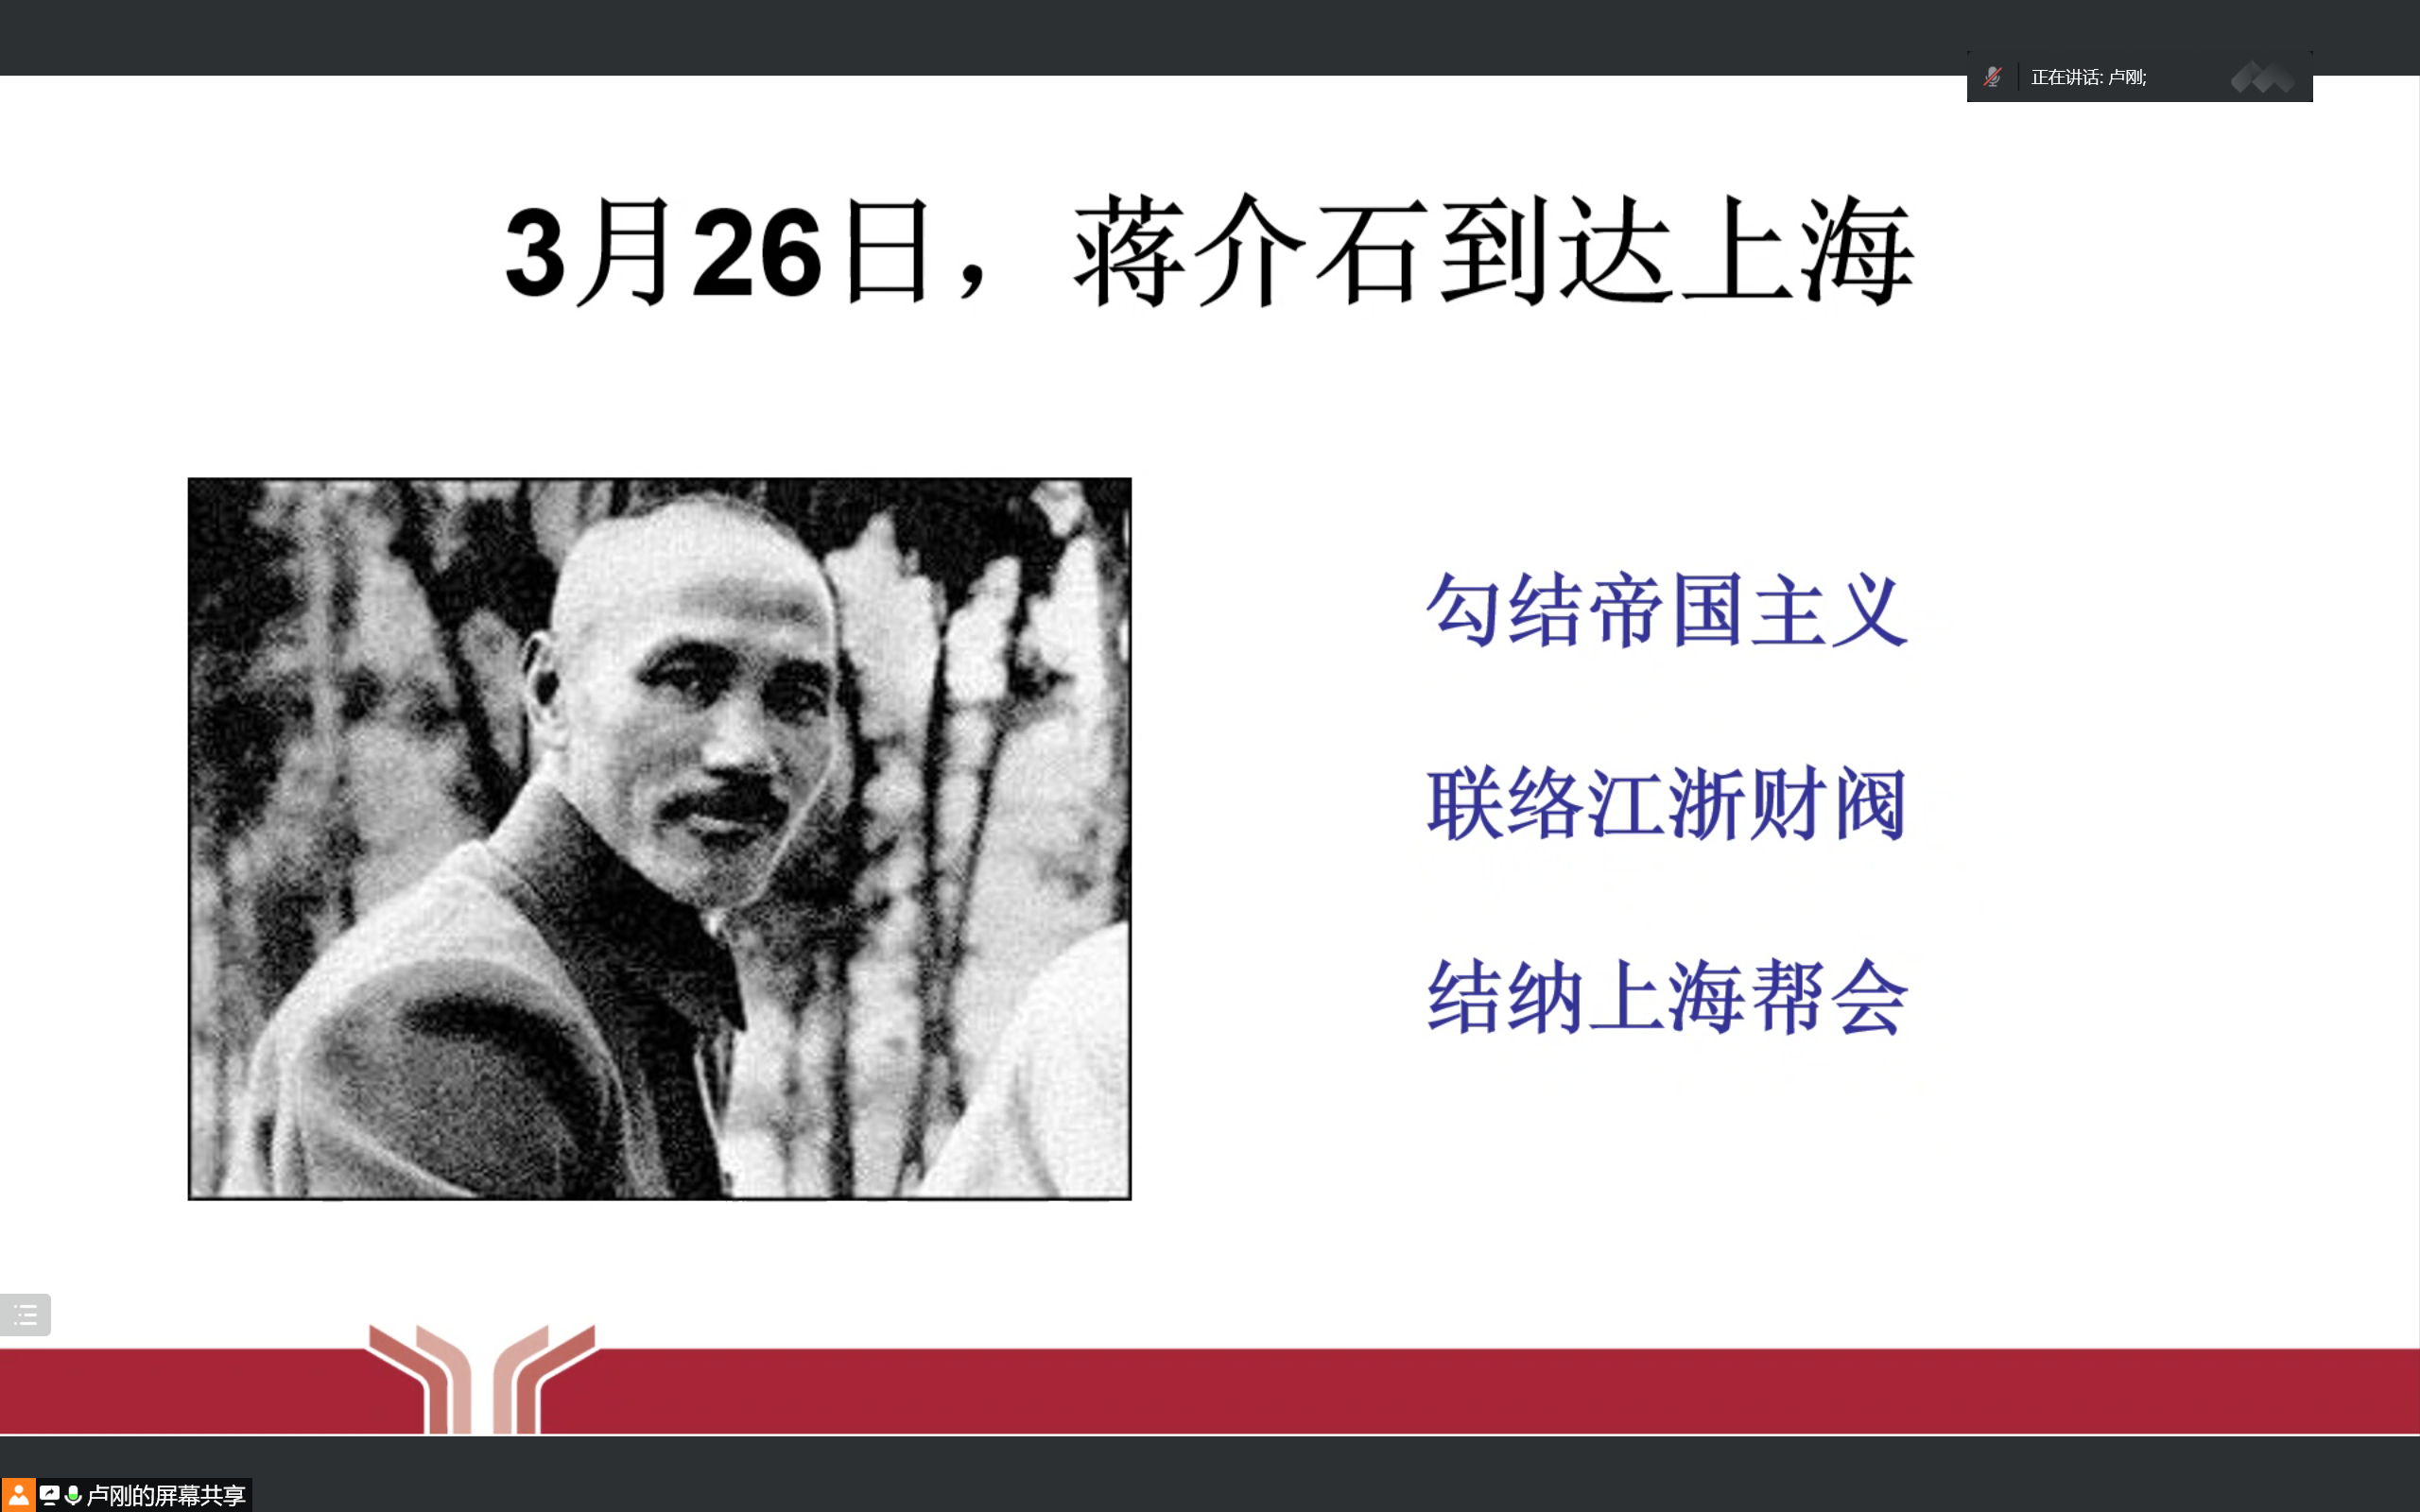 正在讲话: 卢刚;
3月26日，蒋介石到达上海
勾结帝国主义
联络江浙财阀
结纳上海帮会
卢刚的屏幕共享